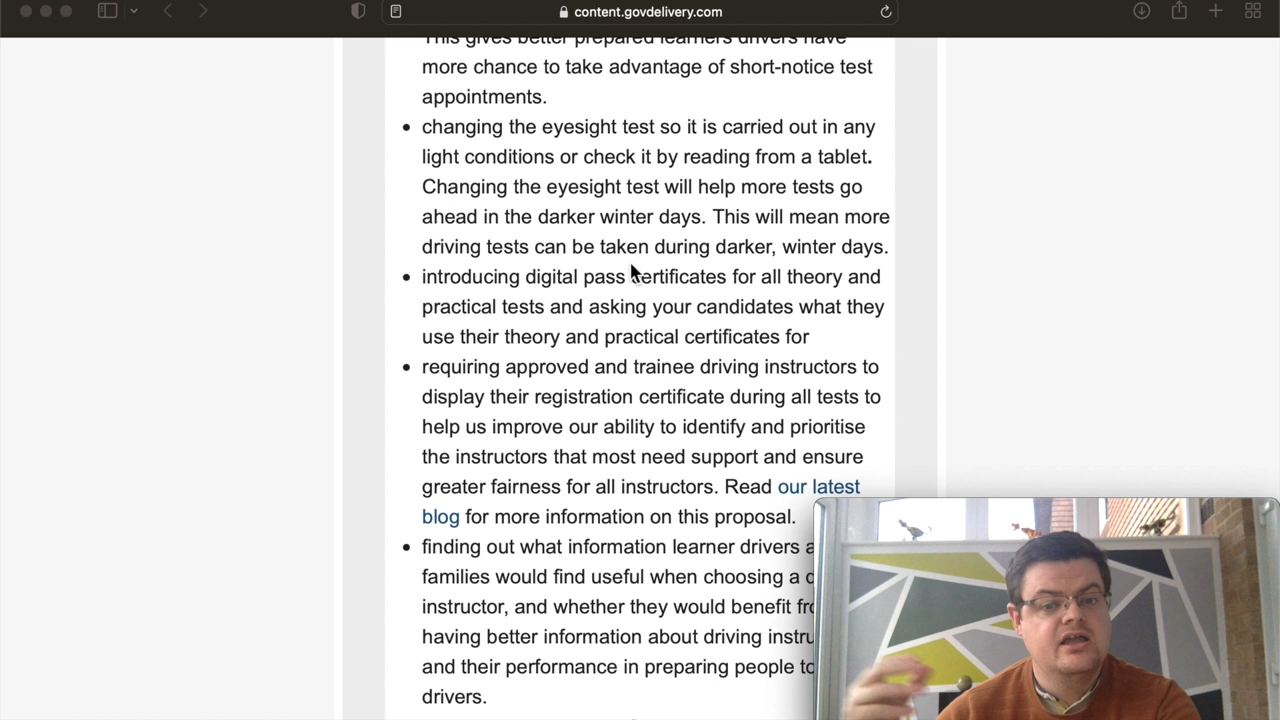 content.govdelivery.com
This gives better prepared learners drivers have
more chance to take advantage of short-notice test
appointments.
changing the eyesight test so it is carried out in any
light conditions or check it by reading from a tablet.
Changing the eyesight test will help more tests go
ahead in the darker winter days. This will mean more
driving tests can be taken during darker, winter days.
introducing digital pass certificates for all theory and
practical tests and asking your candidates what they
use their theory and practical certificates for
requiring approved and trainee driving instructors to
display their registration certificate during all tests to
help us improve our ability to identify and prioritise
the instructors that most need support and ensure
greater fairness for all instructors. Read our latest
blog for more information on this proposal.
finding out what information learner drivers
families would find useful when choosing a
instructor, and whether they would benefit
having better information about driving
and their performance in preparing people
drivers.